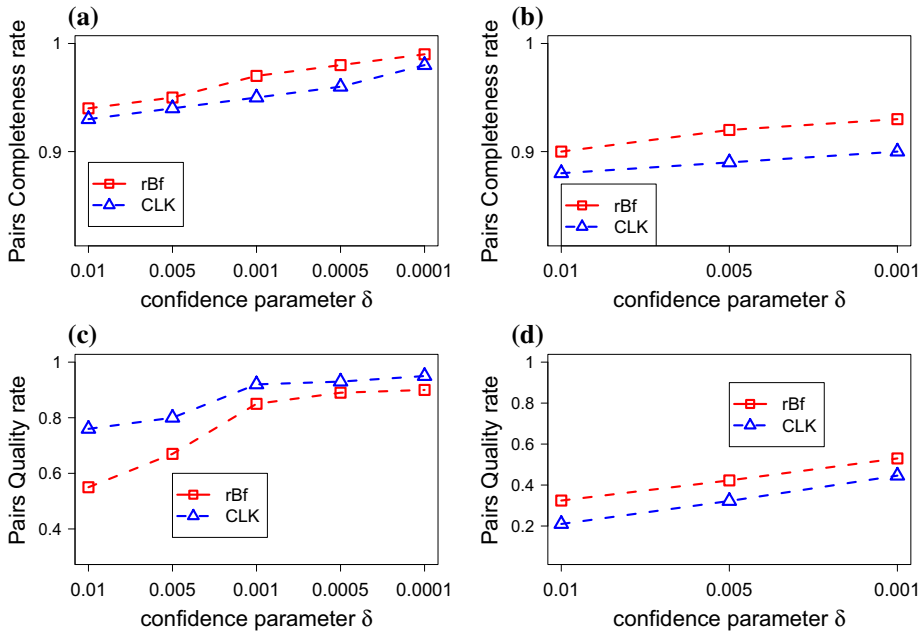 (a)
Pairs Completeness rate
1
0.9
rBf
CLK
0.01 0.005 0.001 0.0005 0.0001
confidence parameter δ
(b)
Pairs Completeness rate
1
0.9
rBf
CLK
0.01 0.005 0.001
confidence parameter δ
(c)
Pairs Quality rate
1
0.8
0.6
0.4
rBf
CLK
0.01 0.005 0.001 0.0005 0.0001
confidence parameter δ
(d)
Pairs Quality rate
1
0.8
0.6
0.4
0.2
rBf
CLK
0.01 0.005 0.001
confidence parameter δ